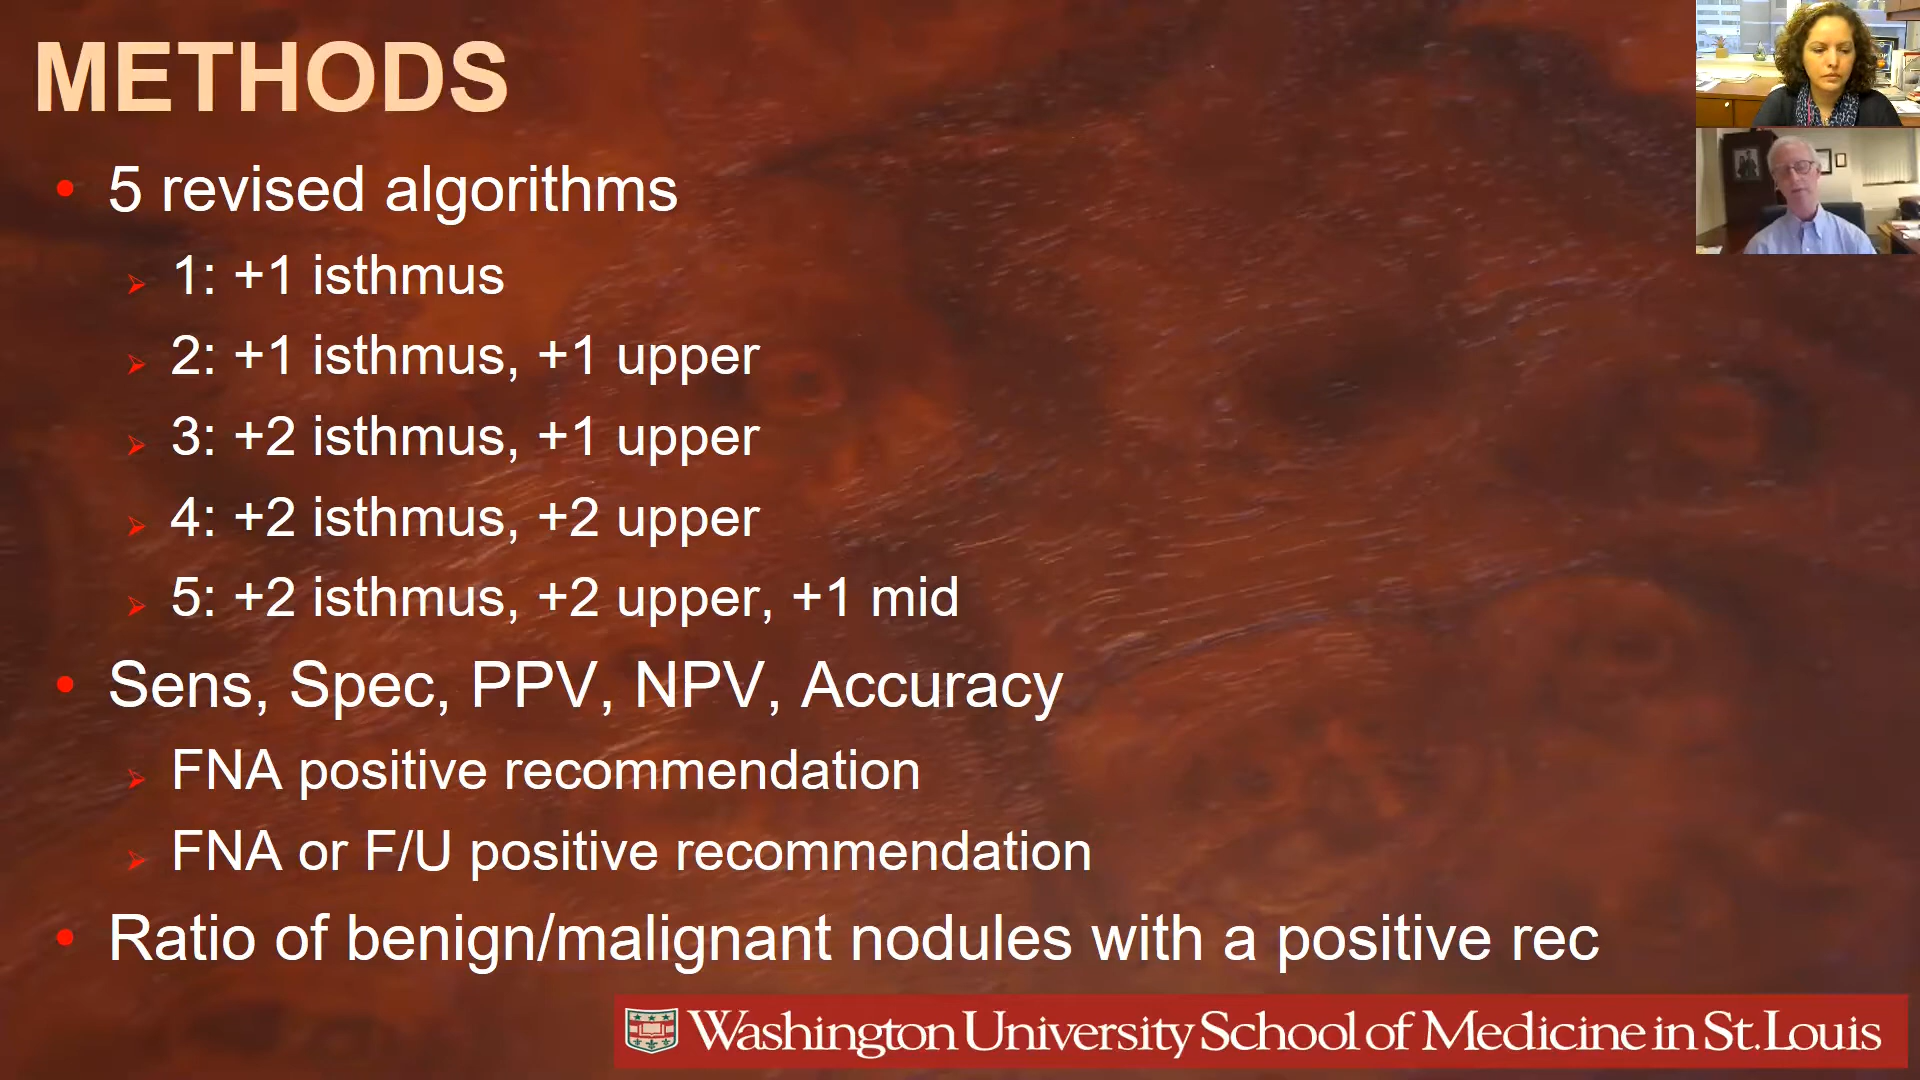 METHODS
• 5 revised algorithms
➢ 1: +1 isthmus
➢ 2: +1 isthmus, +1 upper
➢ 3: +2 isthmus, +1 upper
➢ 4: +2 isthmus, +2 upper
➢ 5: +2 isthmus, +2 upper, +1 mid
• Sens, Spec, PPV, NPV, Accuracy
➢ FNA positive recommendation
➢ FNA or F/U positive recommendation
• Ratio of benign/malignant nodules with a positive rec
Washington University School of Medicine in St. Louis